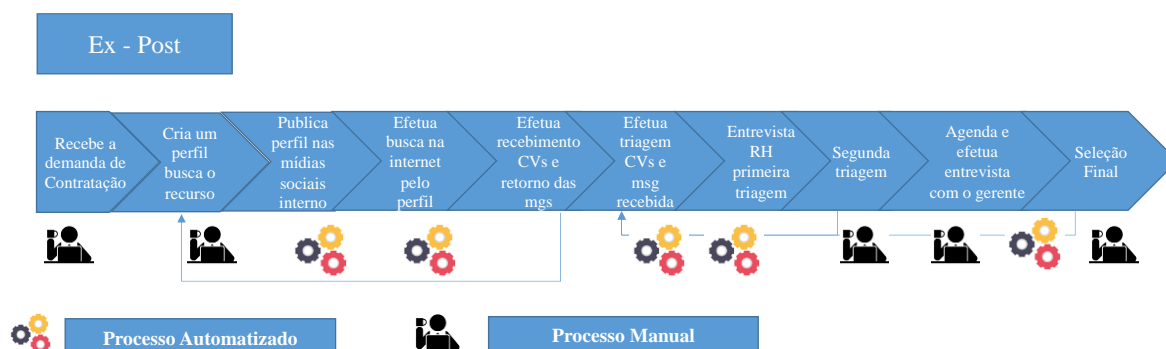 Ex - Post
Recebe a
demanda de
Contratação
Cria um
perfil
busca o
recurso
Publica
perfil nas
mídias
sociais
interno
Efetua
busca na
internet
pelo
perfil
Efetua
recebimento
CVs e
retorno das
mgs
Efetua
triagem
CVs e
msg
recebida
Entrevista
RH
primeira
triagem
Segunda
triagem
Agenda e
efetua
entrevista
com o gerente
Seleção
Final
Processo Automatizado
Processo Manual